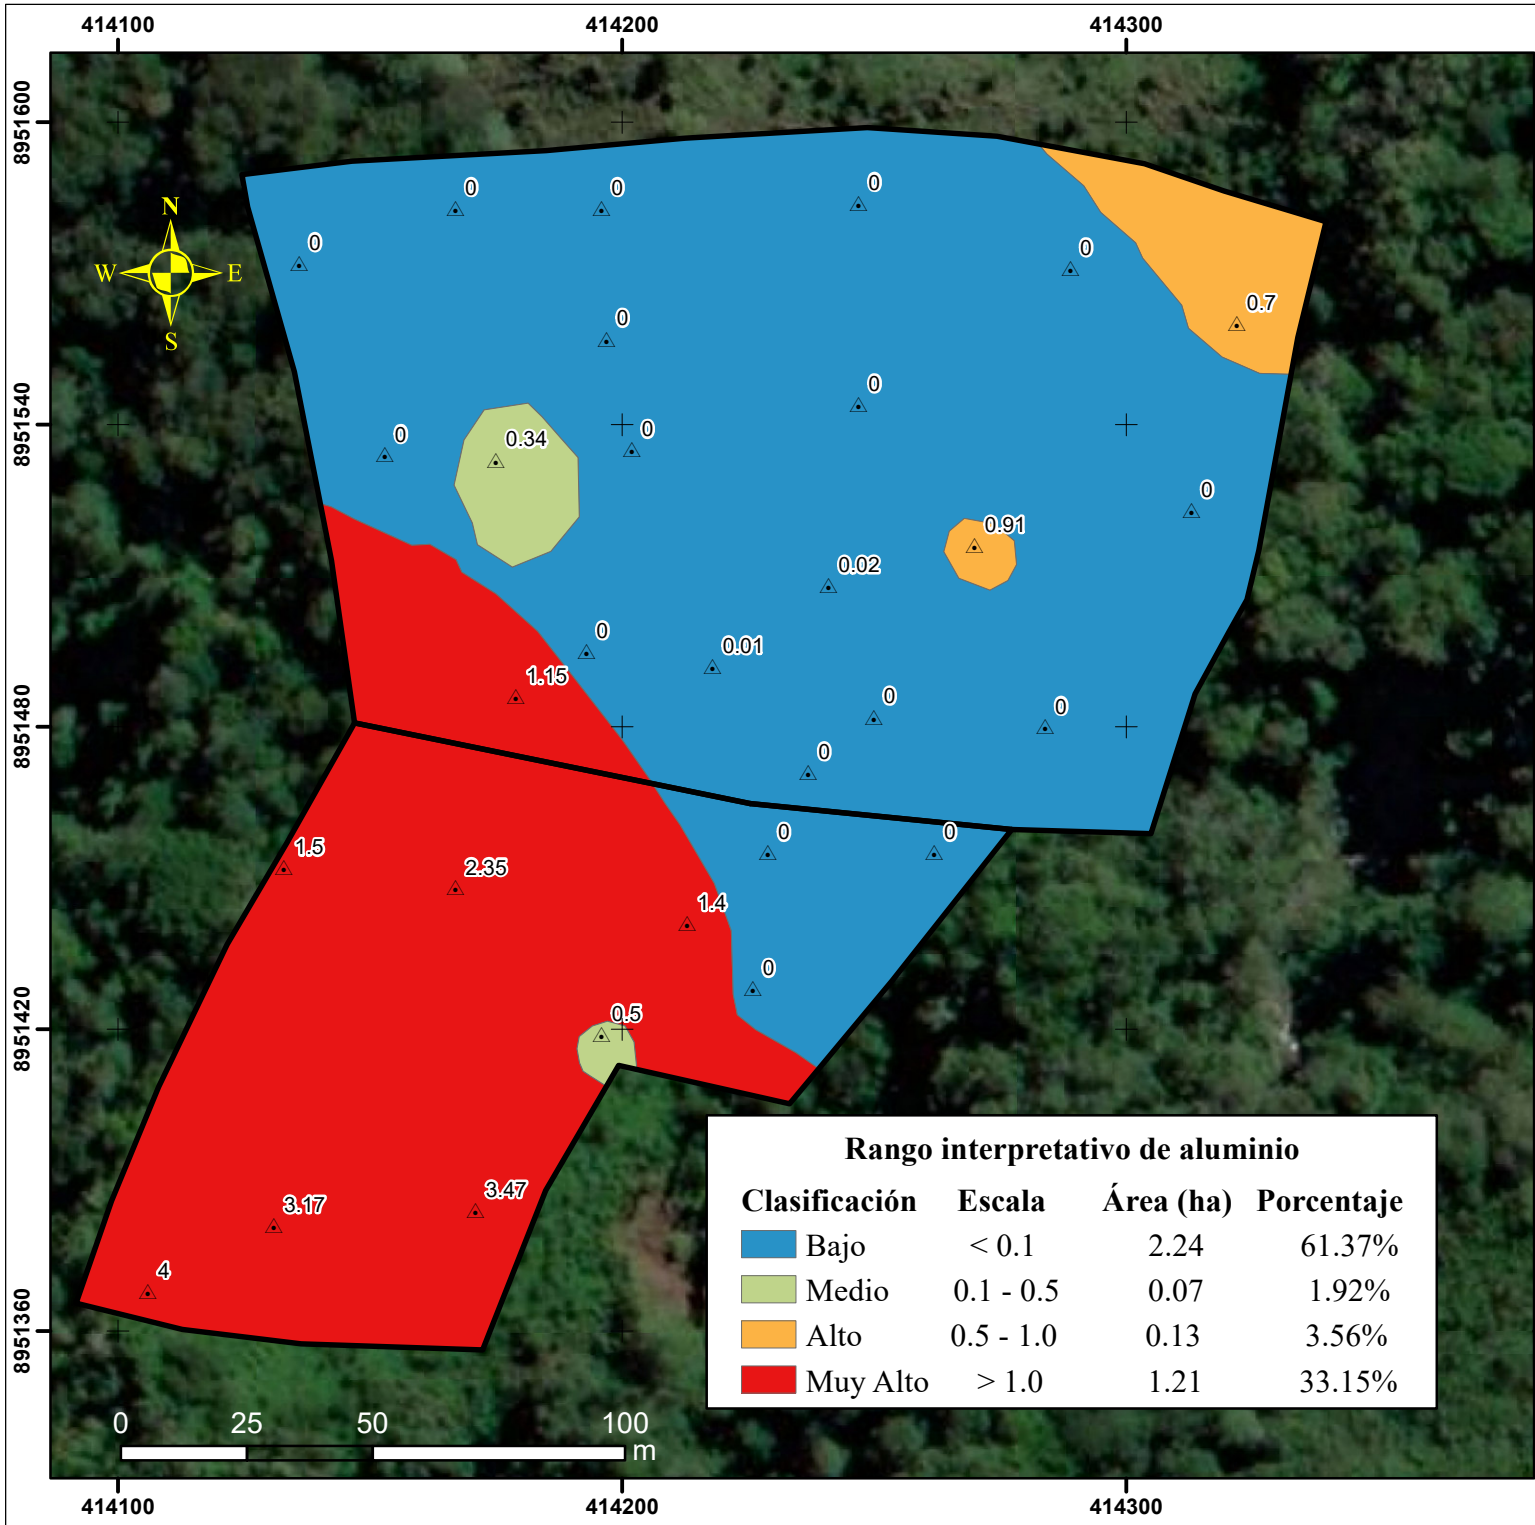 414100 414200 414300
8951600
8951540
8951480
8951420
8951360
N
W E
S
0
0
0
0
0
0
0.7
0
0
0
0.34
0
0
0.91
0.02
0
0.01
1.15
0
0
0
0
0
1.5
2.35
1.4
0
0.5
3.17
3.47
4
Rango interpretativo de aluminio
Clasificación Escala Área (ha) Porcentaje
Bajo < 0.1 2.24 61.37%
Medio 0.1 - 0.5 0.07 1.92%
Alto 0.5 - 1.0 0.13 3.56%
Muy Alto > 1.0 1.21 33.15%
0 25 50 100
m
414100 414200 414300